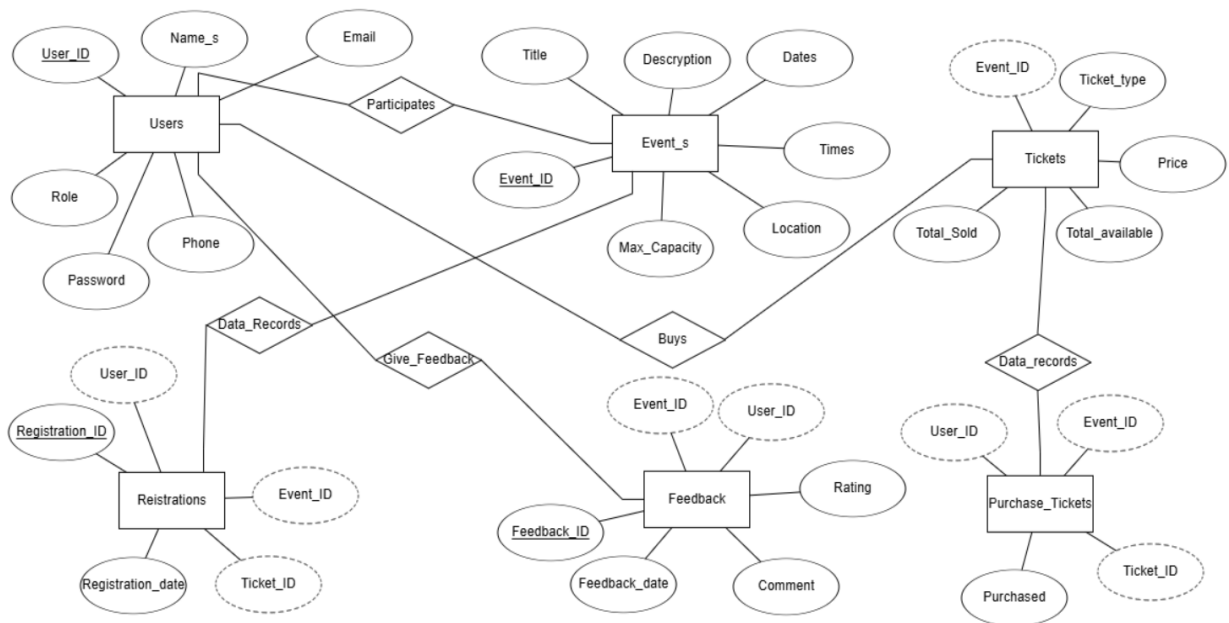 User_ID
Name_s
Email
Users
Role
Password
Phone
Participates
Title
Descryption
Dates
Event_s
Times
Event_ID
Max_Capacity
Location
Event_ID
Ticket_type
Tickets
Price
Total_Sold
Total_available
Data_Records
Give_Feedback
Buys
Data_records
User_ID
Registration_ID
Reistrations
Event_ID
Registration_date
Ticket_ID
Event_ID
User_ID
Feedback
Rating
Feedback_ID
Feedback_date
Comment
User_ID
Event_ID
Purchase_Tickets
Purchased
Ticket_ID